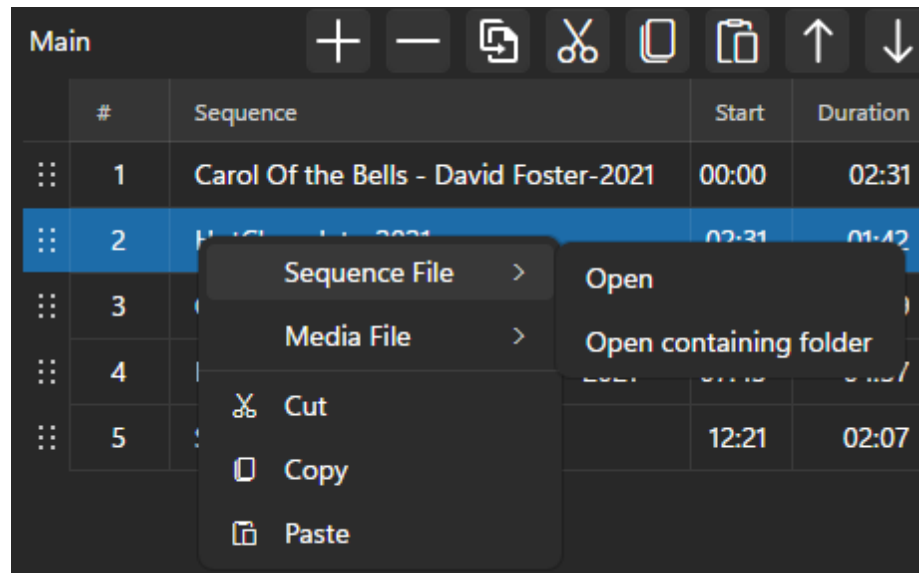 Main
# Sequence Start Duration
1 Carol Of the Bells - David Foster-2021 00:00 02:31
2 02:31 01:42
Sequence File > Open
3
Media File > Open containing folder
4
Cut
5 12:21 02:07
Copy
Paste